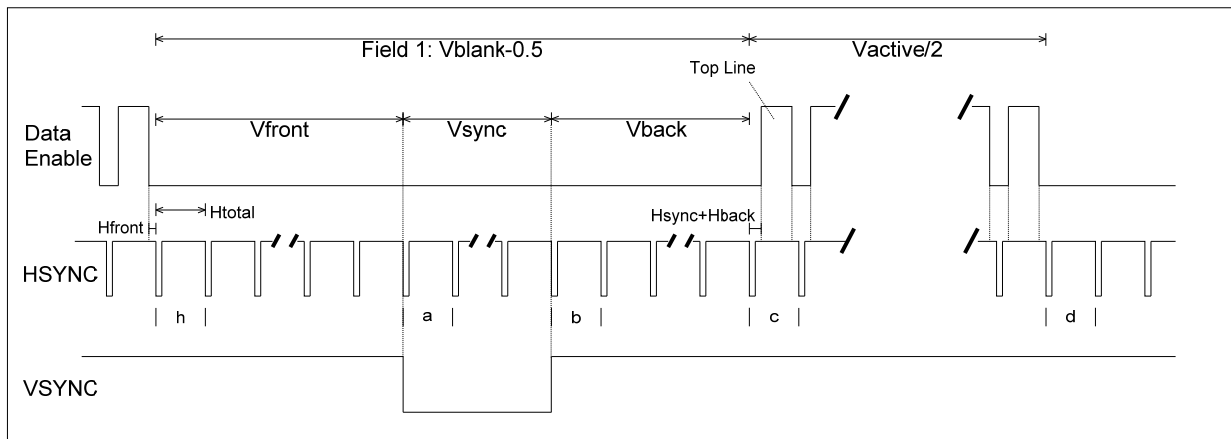 Field 1: Vblank-0.5
Vactive/2
Top Line
Vfront
Vsync
Vback
Data
Enable
Htotal
Hfront
Hsync+Hback
HSYNC
h
a
b
c
d
VSYNC